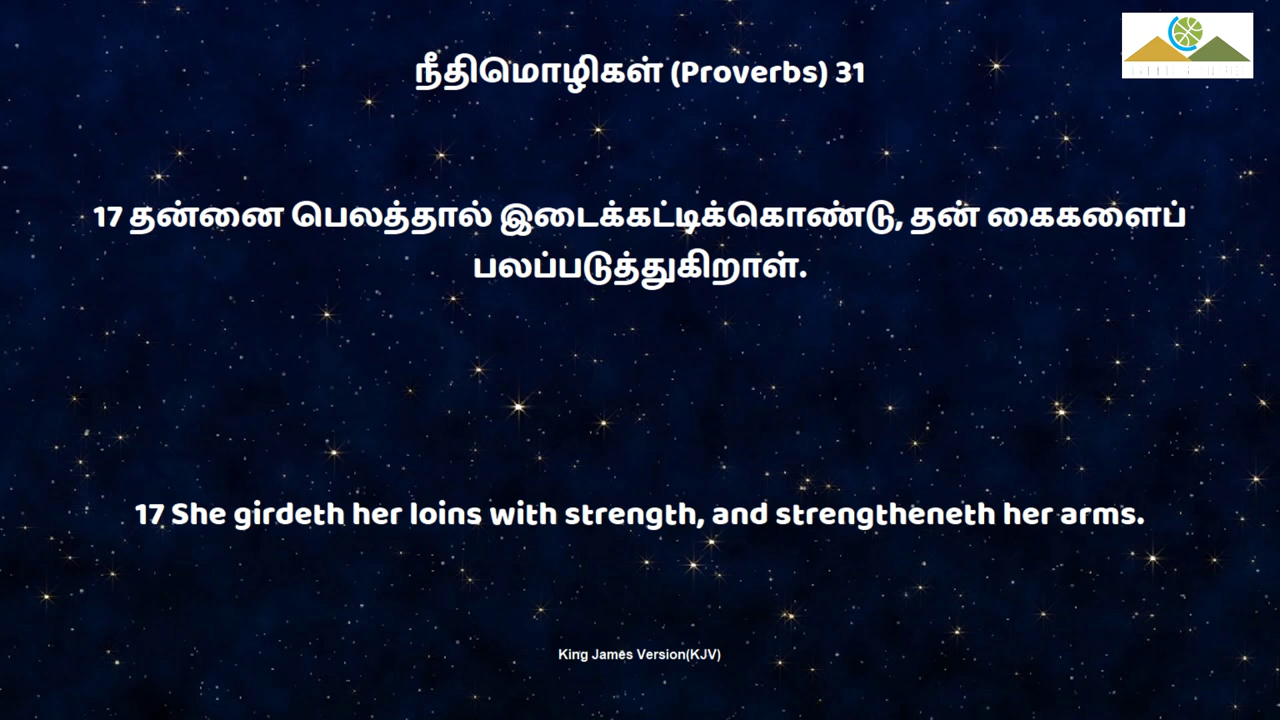 நீதிமொழிகள் (Proverbs) 31
17 தன்னை பெலத்தால் இடைக்கட்டிக்கொண்டு, தன் கைகளைப்
பலப்படுத்துகிறாள்.
17 She girdeth her loins with strength, and strengtheneth her arms.
King James Version(KJV)